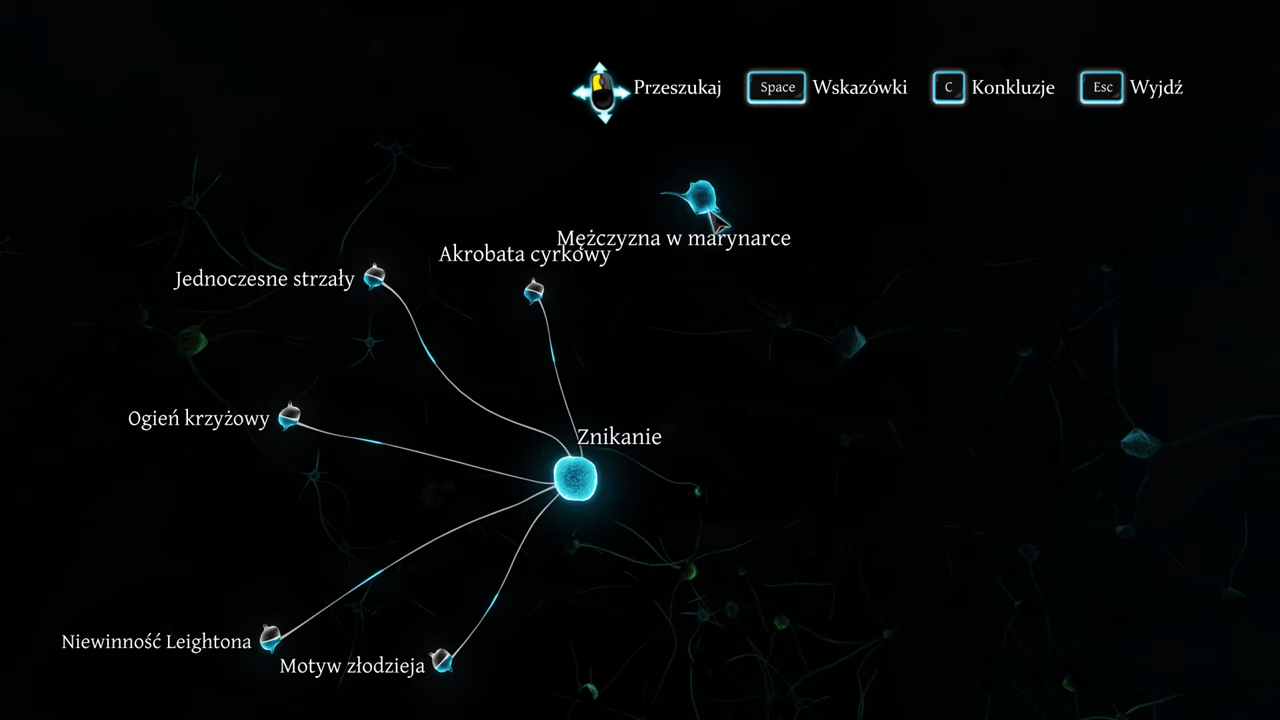 Przeszukaj
Space
Wskazówki
C
Konkluzje
Esc
Wyjdź
Mężczyzna w marynarce
Akrobata cyrkowy
Jednoczesne strzały
Ogień krzyżowy
Znikanie
Niewinność Leightona
Motyw złodzieja